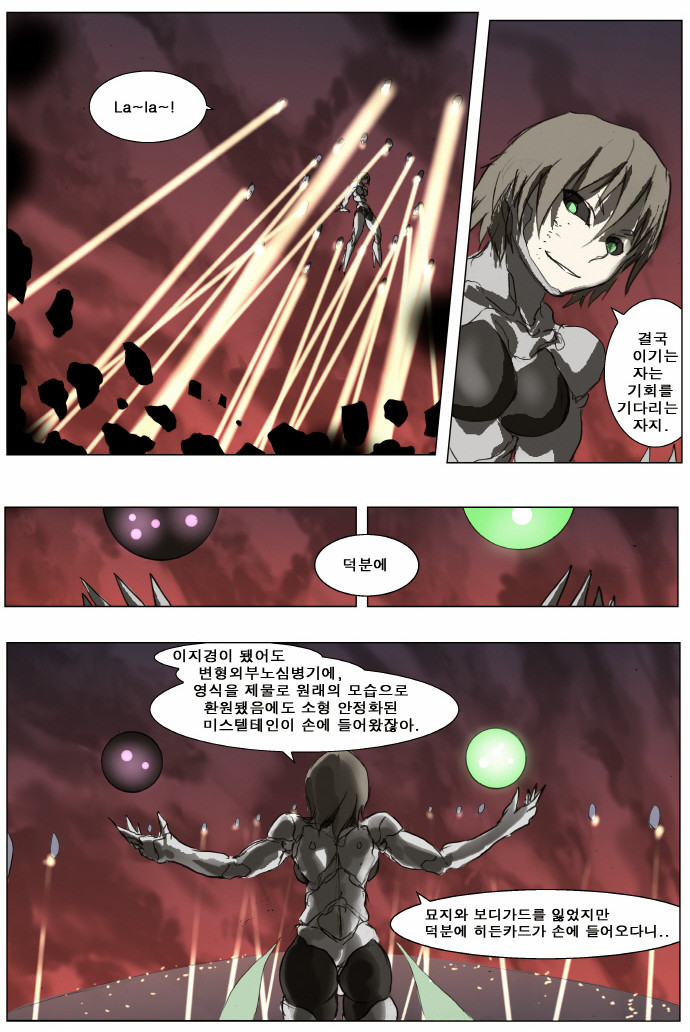 La~la~!
결국
이기는
자는
기회를
기다리는
자지.
덕분에
이지경이 됐어도
변형외부노심병기에,
영식을 제물로 원래의 모습으로
환원됐음에도 소형 안정화된
미스텔테인이 손에 들어왔잖아.
묘지와 보디가드를 잃었지만
덕분에 히든카드가 손에 들어오다니..